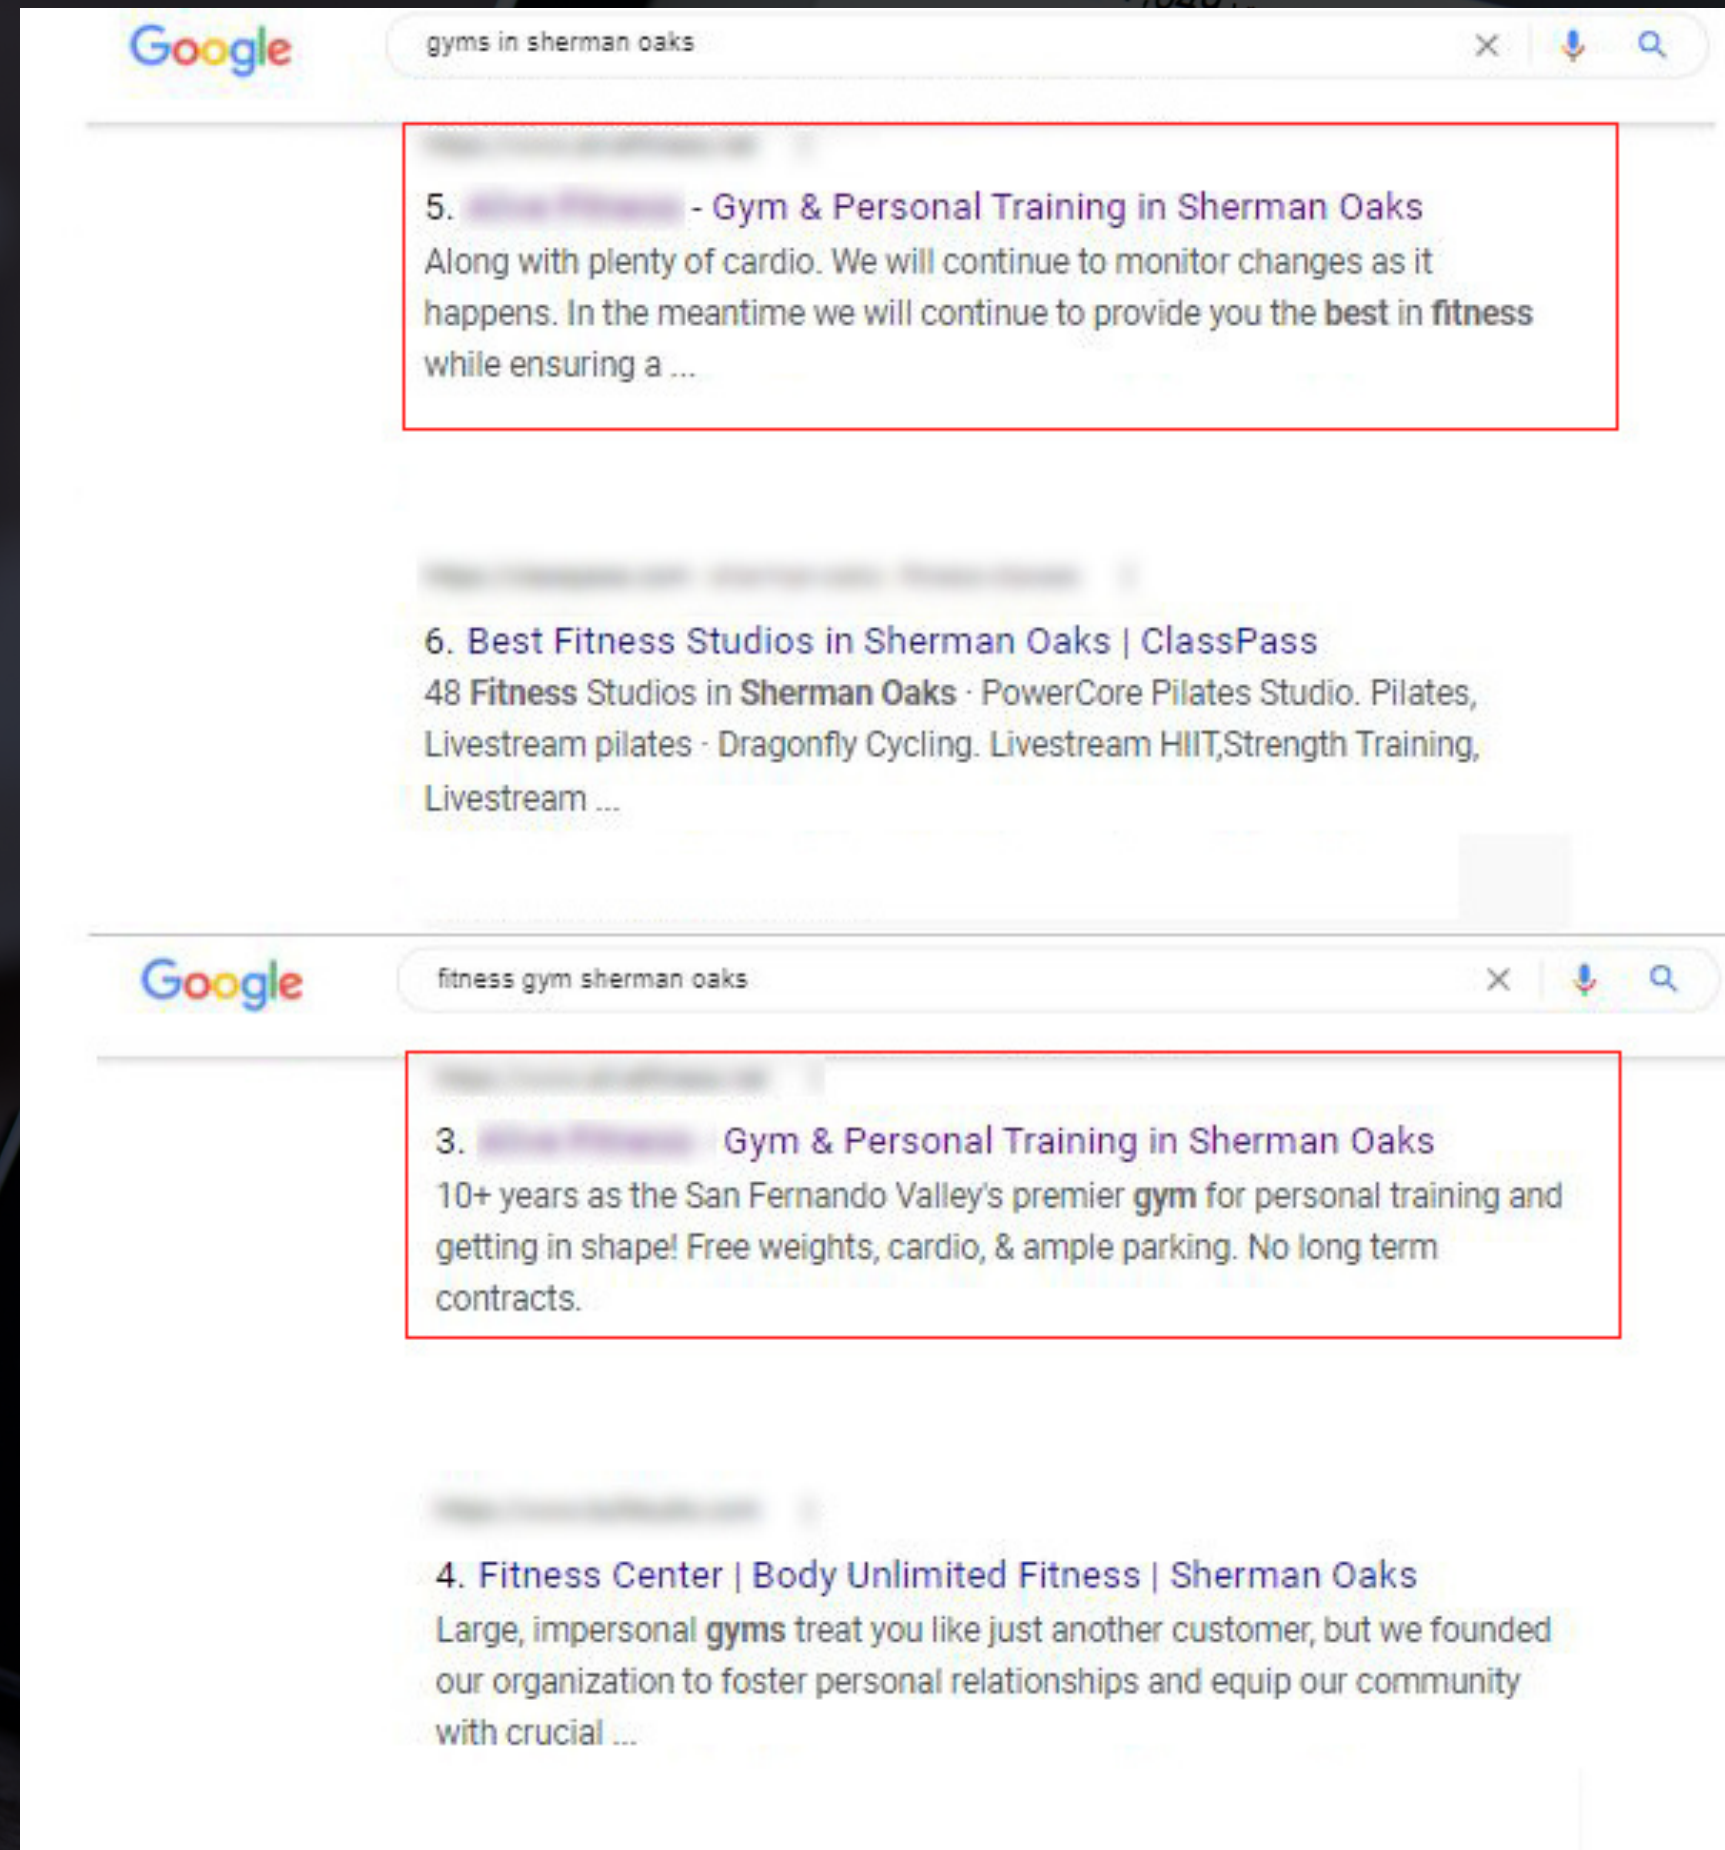 Google
gyms in sherman oaks
5. - Gym & Personal Training in Sherman Oaks
Along with plenty of cardio. We will continue to monitor changes as it
happens. In the meantime we will continue to provide you the best in fitness
while ensuring a ...
6. Best Fitness Studios in Sherman Oaks | ClassPass
48 Fitness Studios in Sherman Oaks · PowerCore Pilates Studio. Pilates,
Livestream pilates · Dragonfly Cycling. Livestream HIIT,Strength Training,
Livestream ...
Google
fitness gym sherman oaks
3. Gym & Personal Training in Sherman Oaks
10+ years as the San Fernando Valley's premier gym for personal training and
getting in shape! Free weights, cardio, & ample parking. No long term
contracts.
4. Fitness Center | Body Unlimited Fitness | Sherman Oaks
Large, impersonal gyms treat you like just another customer, but we founded
our organization to foster personal relationships and equip our community
with crucial ...